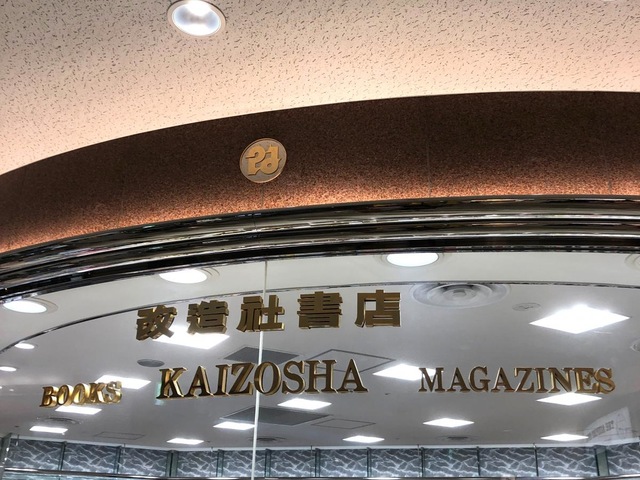 改造社書店
BOOKS KAIZOSHA MAGAZINES